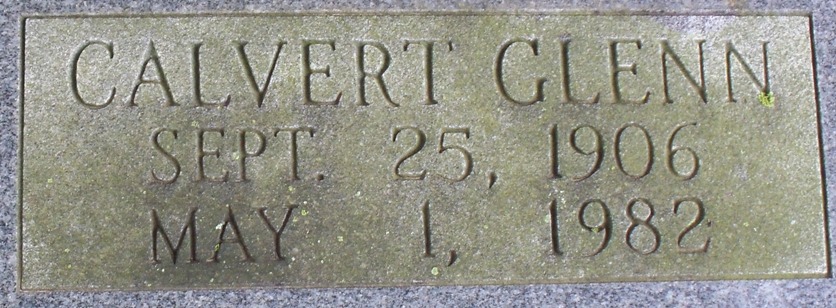 CALVERT GLENN
SEPT. 25, 1906
MAY 1, 1982